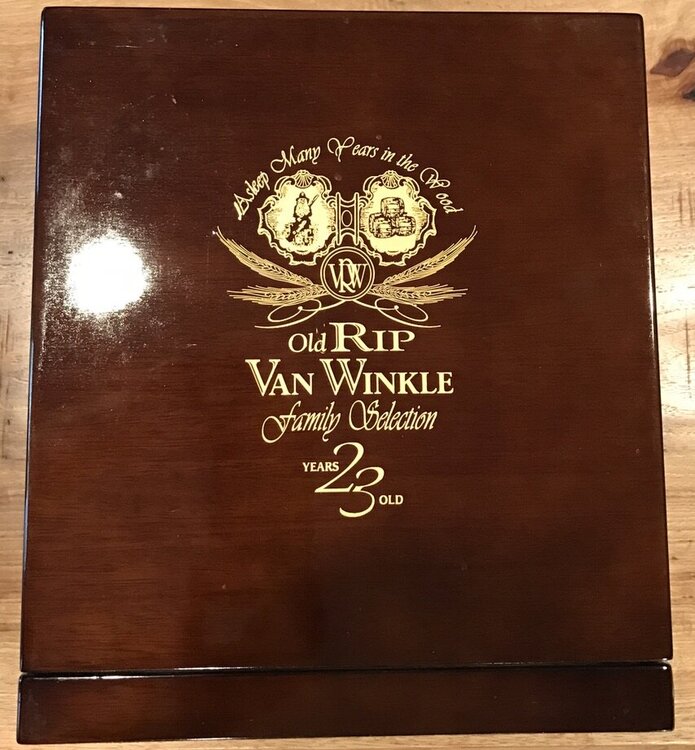 Asleep Many Years in the Wood
VRW
Old RIP
VAN WINKLE
Family Selection
YEARS 23 OLD